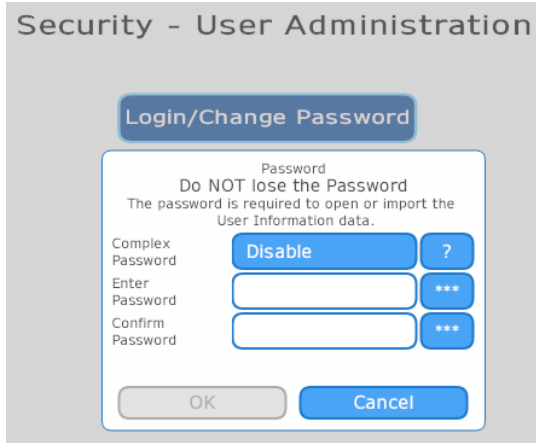 Security - User Administration
Login/Change Password
Password
Do NOT lose the Password
The password is required to open or import the
User Information data.
Complex
Password
Disable
?
Enter
Password
***
Confirm
Password
***
OK
Cancel